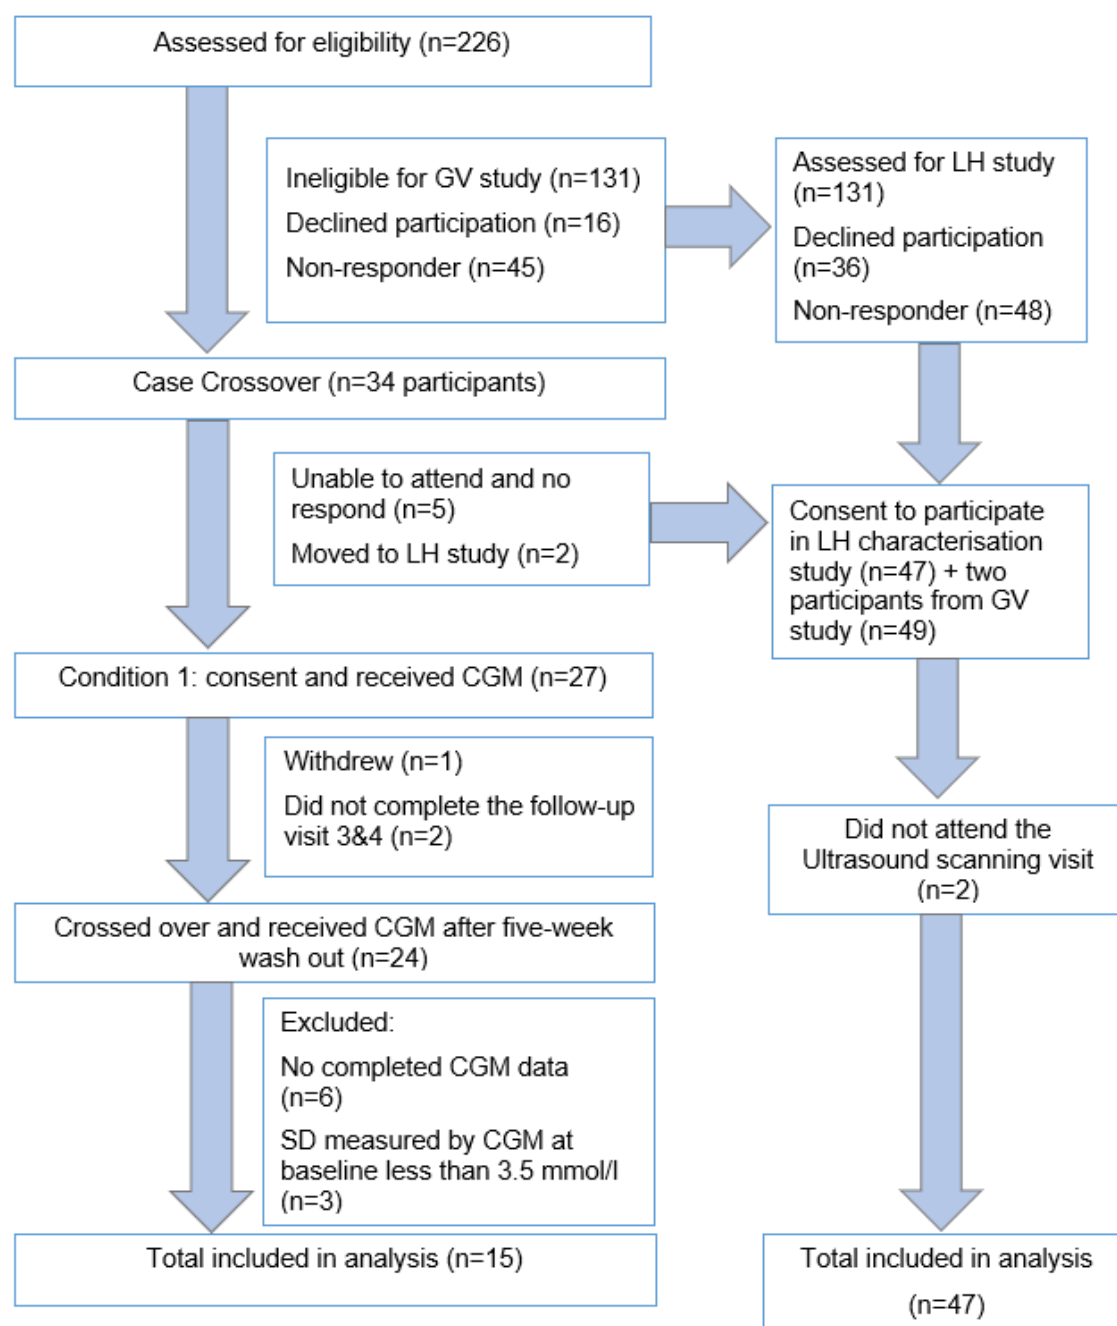 Assessed for eligibility (n=226)
Ineligible for GV study (n=131)
Declined participation (n=16)
Non-responder (n=45)
Assessed for LH study
(n=131)
Declined participation
(n=36)
Non-responder (n=48)
Case Crossover (n=34 participants)
Unable to attend and no
respond (n=5)
Moved to LH study (n=2)
Consent to participate
in LH characterisation
study (n=47) + two
participants from GV
study (n=49)
Condition 1: consent and received CGM (n=27)
Withdrew (n=1)
Did not complete the follow-up
visit 3&4 (n=2)
Did not attend the
Ultrasound scanning visit
(n=2)
Crossed over and received CGM after five-week
wash out (n=24)
Excluded:
No completed CGM data
(n=6)
SD measured by CGM at
baseline less than 3.5 mmol/l
(n=3)
Total included in analysis (n=15)
Total included in analysis
(n=47)